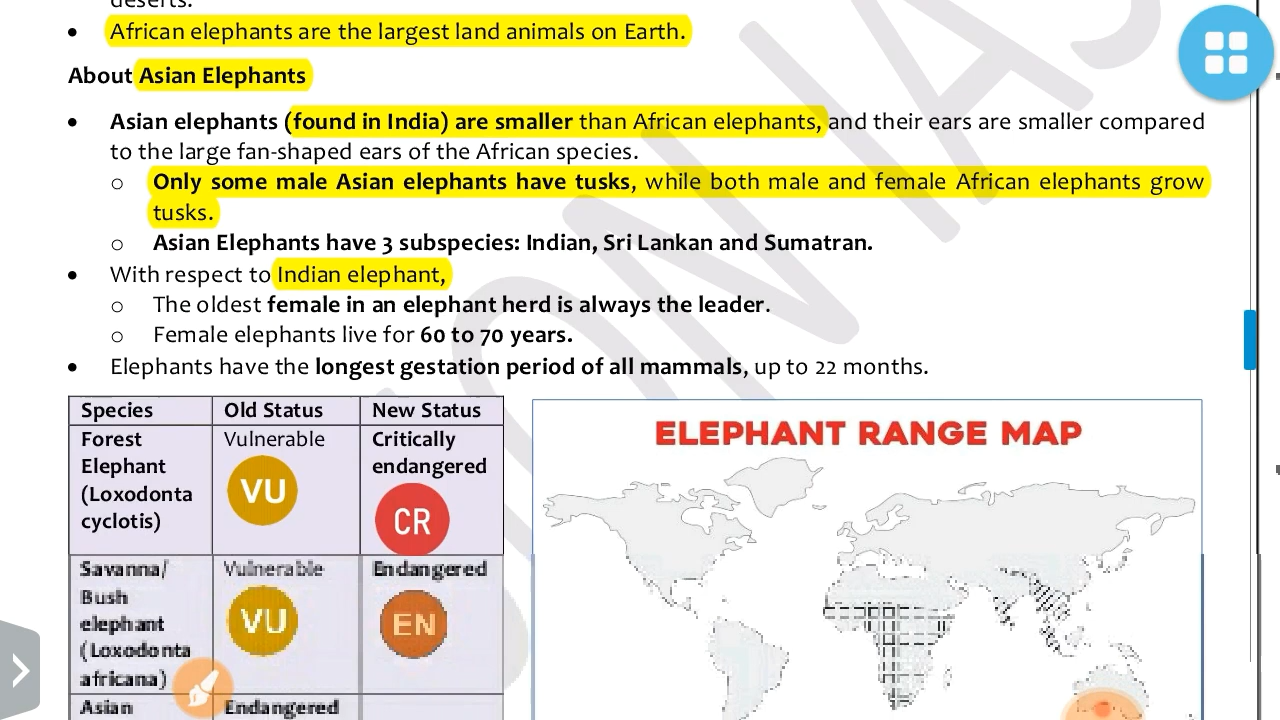 deserts.
• African elephants are the largest land animals on Earth.
About Asian Elephants
• Asian elephants (found in India) are smaller than African elephants, and their ears are smaller compared
to the large fan-shaped ears of the African species.
o Only some male Asian elephants have tusks, while both male and female African elephants grow
tusks.
o Asian Elephants have 3 subspecies: Indian, Sri Lankan and Sumatran.
• With respect to Indian elephant,
o The oldest female in an elephant herd is always the leader.
o Female elephants live for 60 to 70 years.
• Elephants have the longest gestation period of all mammals, up to 22 months.
Species Old Status New Status
Forest Elephant (Loxodonta cyclotis) Vulnerable VU Critically endangered CR
Savanna/ Bush elephant (Loxodonta africana) Vulnerable VU Endangered EN
Asian Endangered
ELEPHANT RANGE MAP
ON IAS